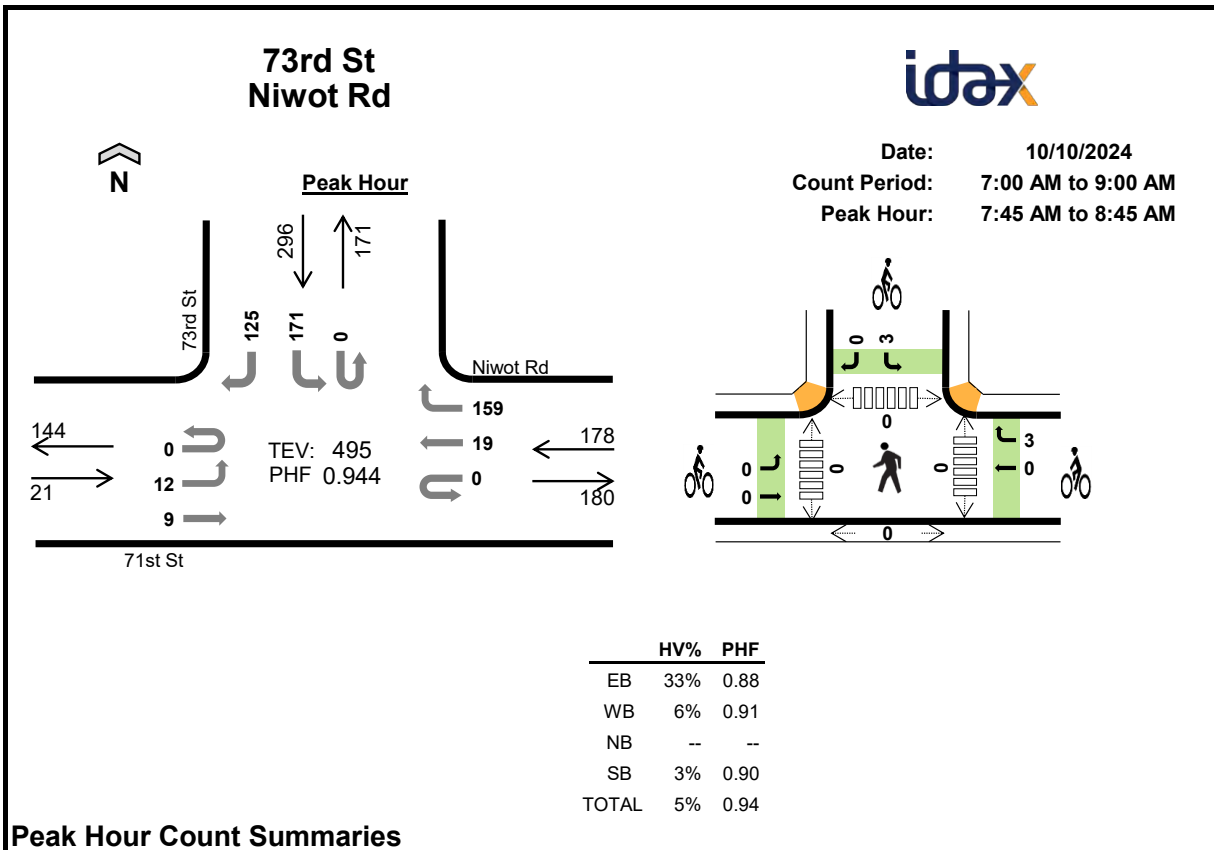 73rd St
Niwot Rd
idax
Date: 10/10/2024
Count Period: 7:00 AM to 9:00 AM
Peak Hour: 7:45 AM to 8:45 AM
N
Peak Hour
296
171
73rd St
125
171
0
Niwot Rd
159
19
0
144
21
0
12
9
TEV: 495
PHF 0.944
178
180
71st St
0
3
0
0
0
0
0
3
0
0
HV% PHF
EB 33% 0.88
WB 6% 0.91
NB -- --
SB 3% 0.90
TOTAL 5% 0.94
Peak Hour Count Summaries